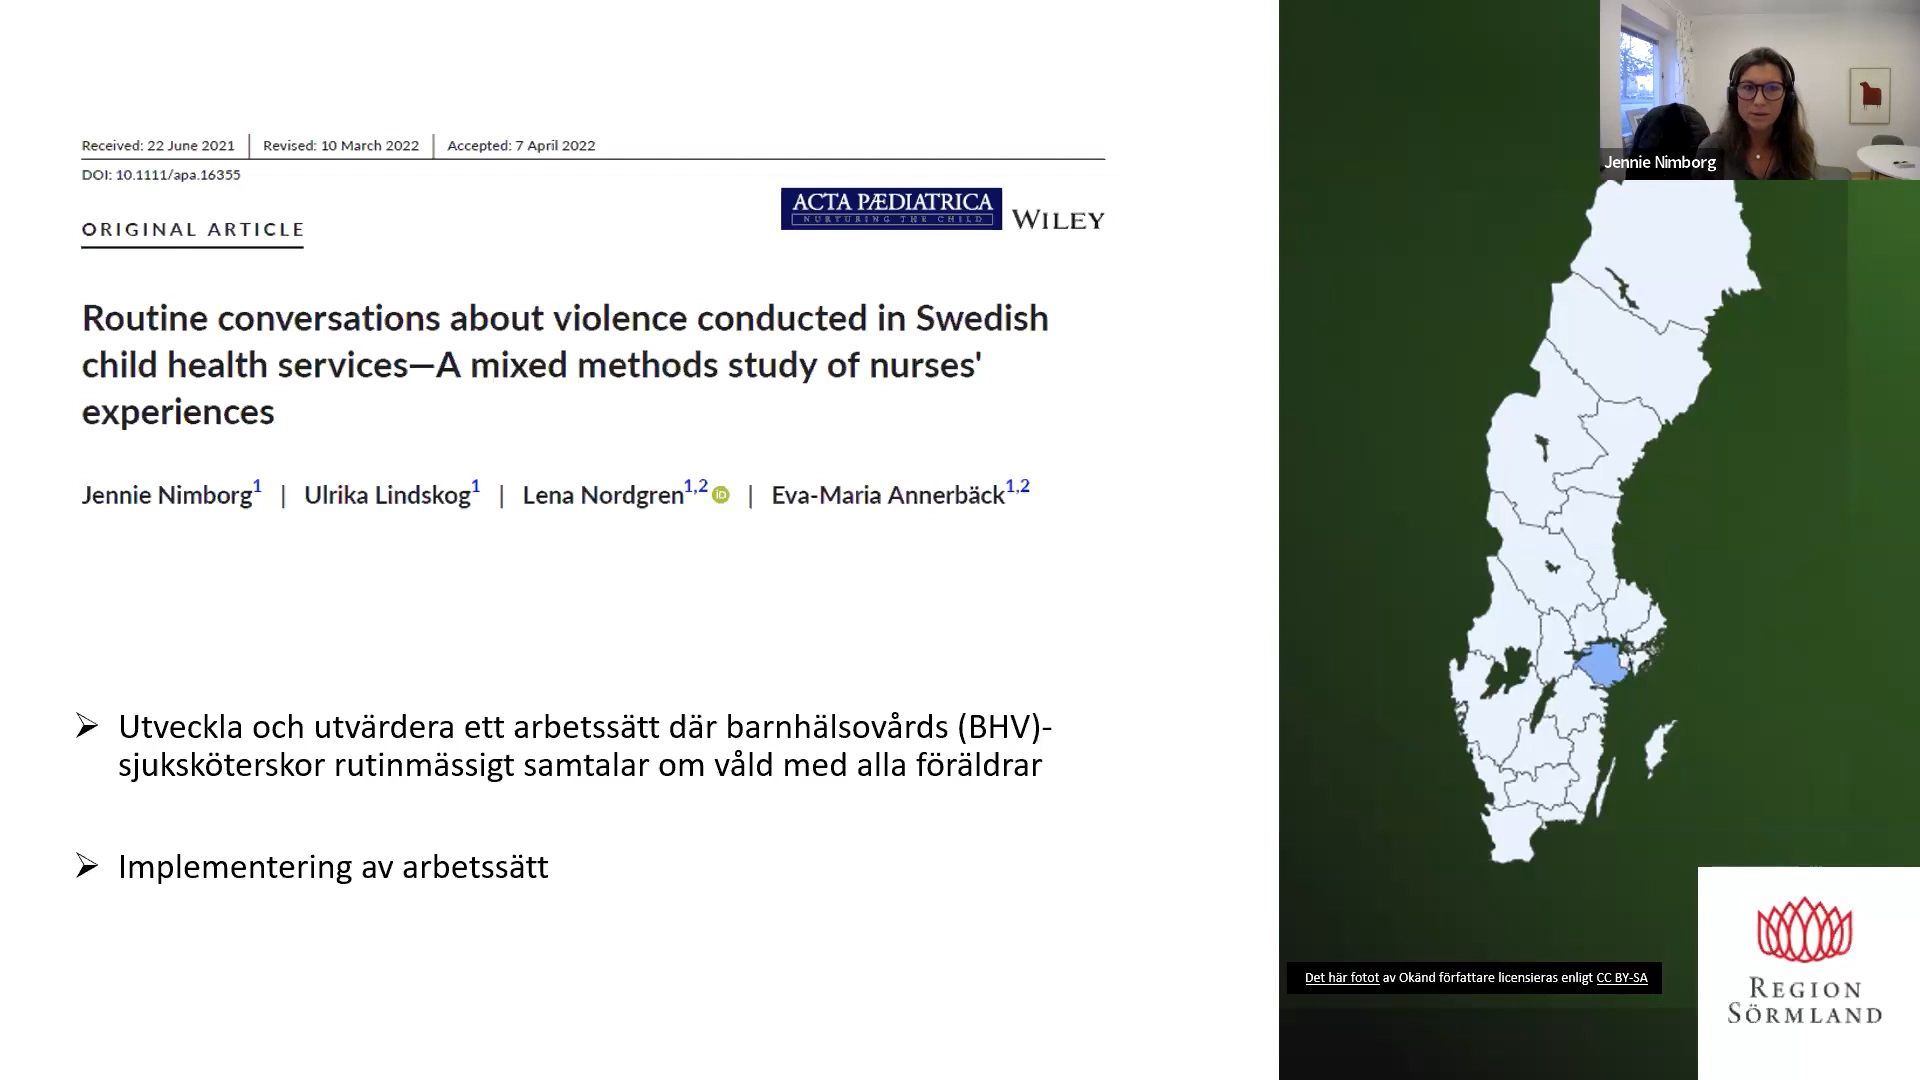 Received: 22 June 2021 | Revised: 10 March 2022 | Accepted: 7 April 2022
DOI: 10.1111/apa.16355
ACTA PÆDIATRICA
NURTURING THE CHILD
WILEY
ORIGINAL ARTICLE
Routine conversations about violence conducted in Swedish
child health services—A mixed methods study of nurses'
experiences
Jennie Nimborg1 | Ulrika Lindskog1 | Lena Nordgren1,2 iD | Eva-Maria Annerbäck1,2
➢ Utveckla och utvärdera ett arbetssätt där barnhälsovårds (BHV)-
sjuksköterskor rutinmässigt samtalar om våld med alla föräldrar
➢ Implementering av arbetssätt
Jennie Nimborg
Det här fotot av Okänd författare licensieras enligt CC BY-SA
REGION
SÖRMLAND